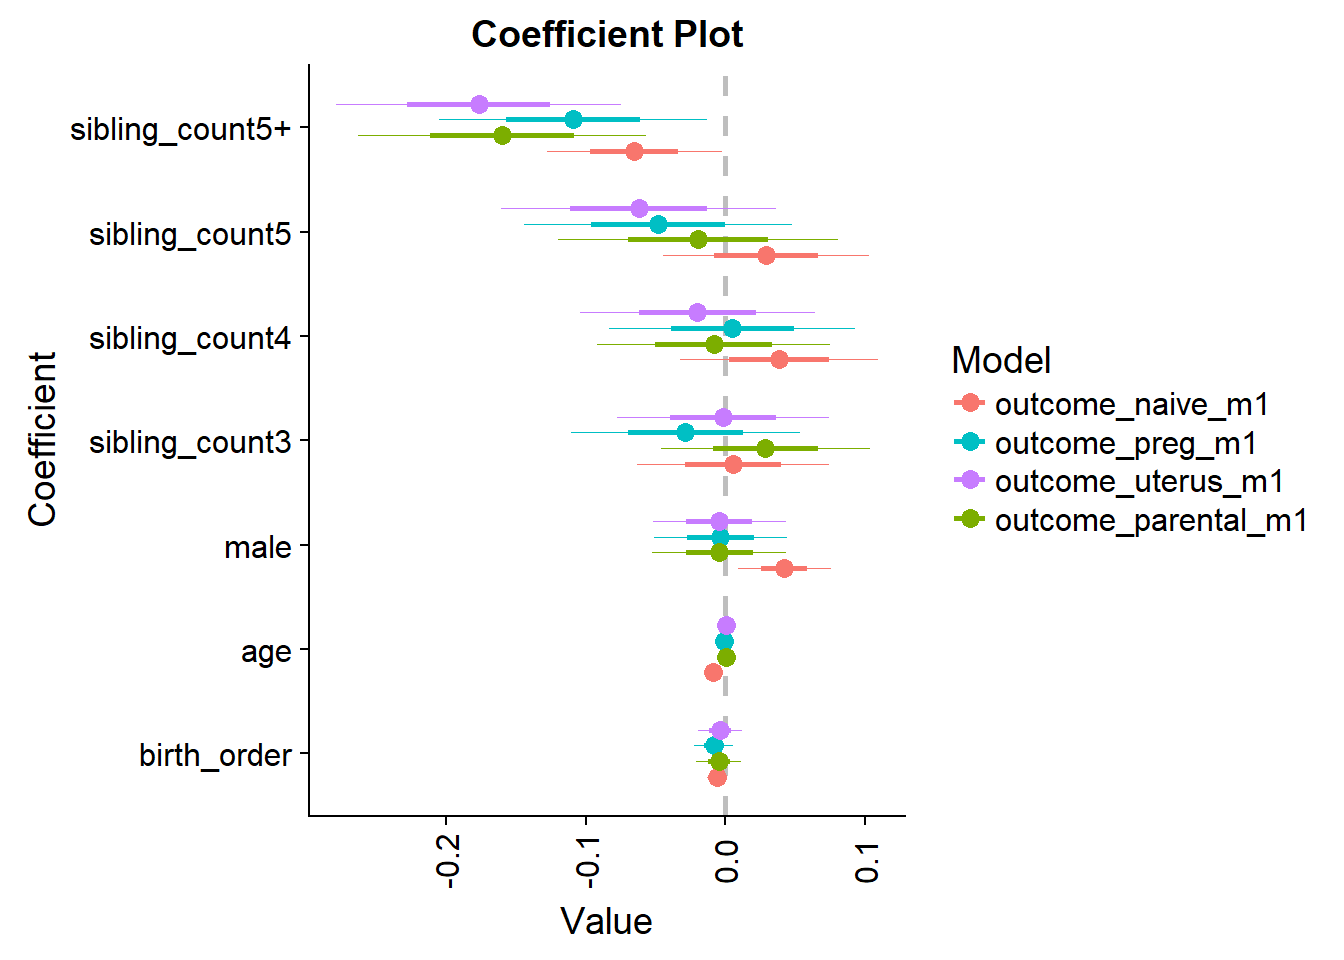 Coefficient Plot
sibling_count5+
sibling_count5
sibling_count4
sibling_count3
male
age
birth_order
Coefficient
-0.2
-0.1
0.0
0.1
Value
Model
outcome_naive_m1
outcome_preg_m1
outcome_uterus_m1
outcome_parental_m1